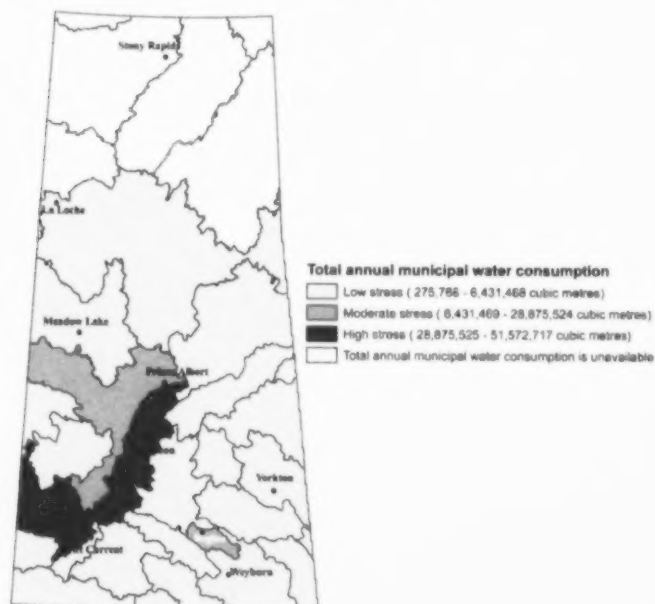 Stony Rapids
La Loche
Total annual municipal water consumption
Low stress ( 275,766 - 6,431,468 cubic metres)
Meadow Lake
Moderate stress ( 6,431,469 - 28,875,524 cubic metres)
High stress ( 28,875,525 - 51,572,717 cubic metres)
Total annual municipal water consumption is unavailable
Prince Albert
Yorkton
Current
Weyburn